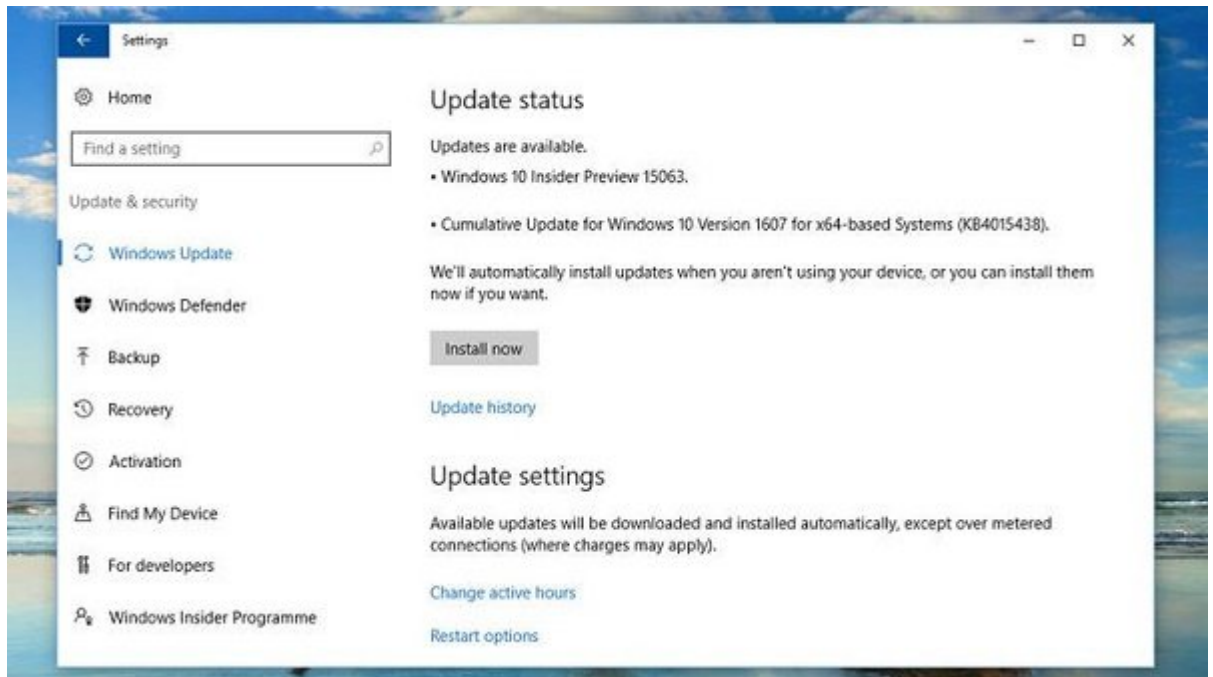 Settings
Home
Find a setting
Update & security
Windows Update
Windows Defender
Backup
Recovery
Activation
Find My Device
For developers
Windows Insider Programme
Update status
Updates are available.
• Windows 10 Insider Preview 15063.
• Cumulative Update for Windows 10 Version 1607 for x64-based Systems (KB4015438).
We'll automatically install updates when you aren't using your device, or you can install them
now if you want.
Install now
Update history
Update settings
Available updates will be downloaded and installed automatically, except over metered
connections (where charges may apply).
Change active hours
Restart options